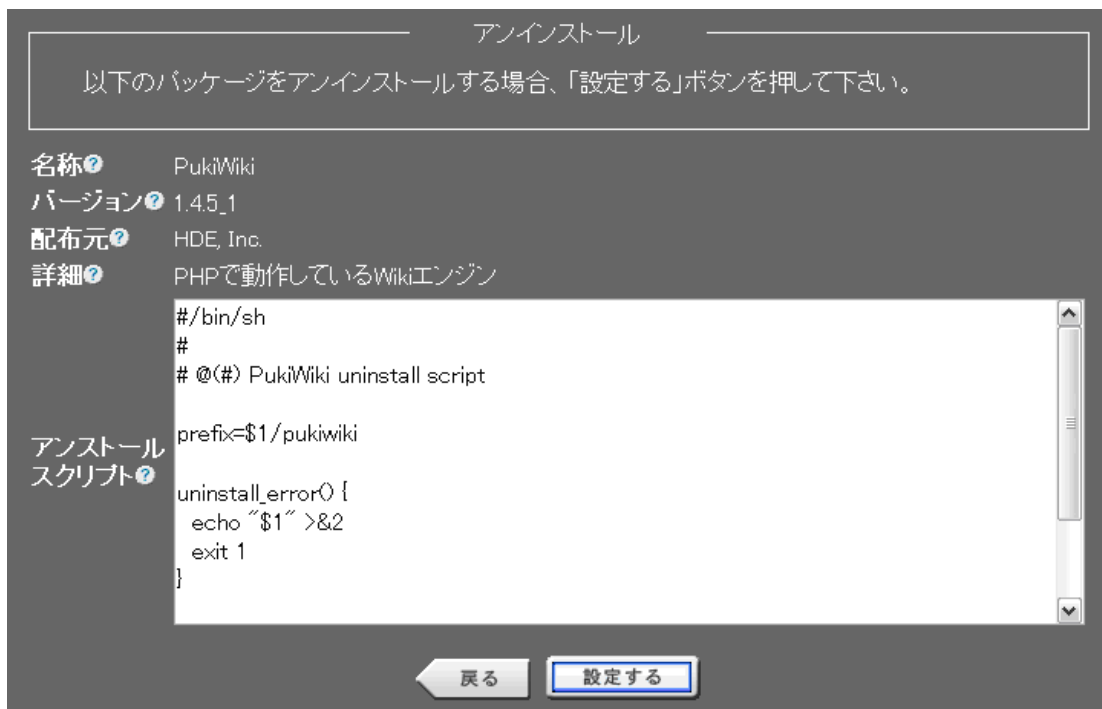 アンインストール
以下のパッケージをアンインストールする場合、「設定する」ボタンを押して下さい。
名称? PukiWiki
バージョン? 1.4.5_1
配布元? HDE, Inc.
詳細? PHPで動作しているWikiエンジン
アンストール
スクリプト?
#/bin/sh
#
# @(#) PukiWiki uninstall script
prefix=$1/pukiwiki
uninstall_error() {
echo "$1" >&2
exit 1
}
戻る 設定する